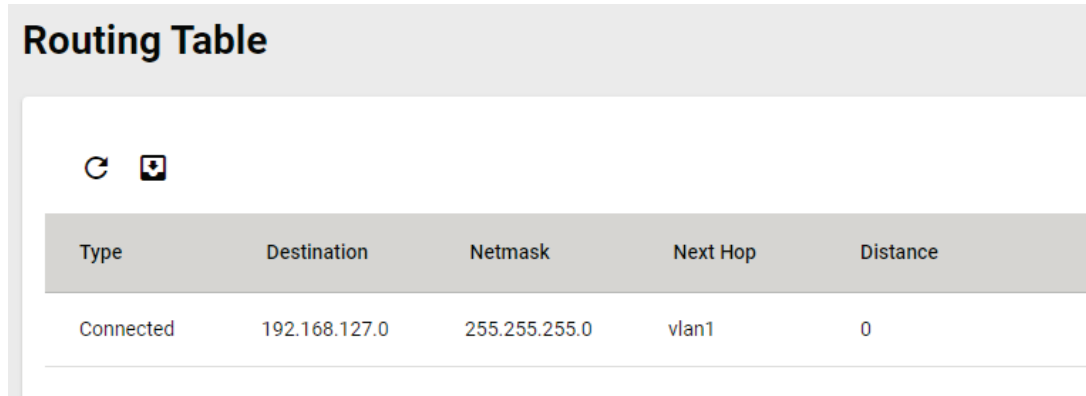 Routing Table
Type Destination Netmask Next Hop Distance
Connected 192.168.127.0 255.255.255.0 vlan1 0